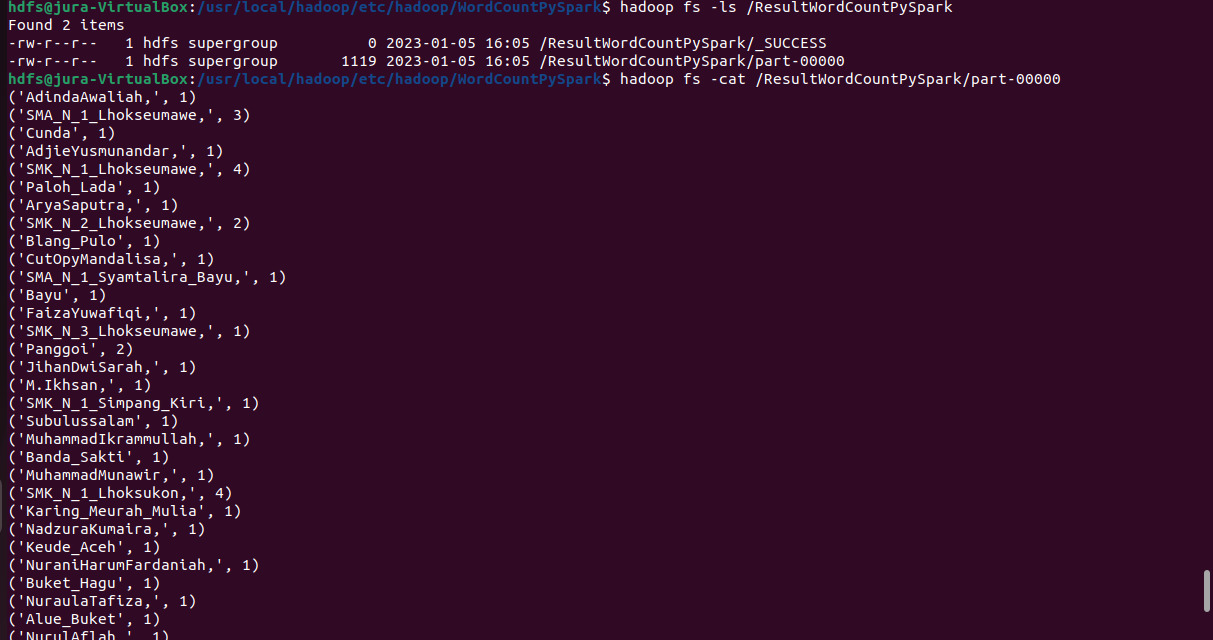 hdfs@jura-VirtualBox:/usr/local/hadoop/etc/hadoop/WordCountPySpark$ hadoop fs -ls /ResultWordCountPySpark
Found 2 items
-rw-r--r--   1 hdfs supergroup          0 2023-01-05 16:05 /ResultWordCountPySpark/_SUCCESS
-rw-r--r--   1 hdfs supergroup       1119 2023-01-05 16:05 /ResultWordCountPySpark/part-00000
hdfs@jura-VirtualBox:/usr/local/hadoop/etc/hadoop/WordCountPySpark$ hadoop fs -cat /ResultWordCountPySpark/part-00000
('AdindaAwaliah,', 1)
('SMA_N_1_Lhokseumawe,', 3)
('Cunda', 1)
('AdjieYusmunandar,', 1)
('SMK_N_1_Lhokseumawe,', 4)
('Paloh_Lada', 1)
('AryaSaputra,', 1)
('SMK_N_2_Lhokseumawe,', 2)
('Blang_Pulo', 1)
('CutOpyMandalisa,', 1)
('SMA_N_1_Syamtalira_Bayu,', 1)
('Bayu', 1)
('FaizaYuwafiqi,', 1)
('SMK_N_3_Lhokseumawe,', 1)
('Panggoi', 2)
('JihanDwiSarah,', 1)
('M.Ikhsan,', 1)
('SMK_N_1_Simpang_Kiri,', 1)
('Subulussalam', 1)
('MuhammadIkrammullah,', 1)
('Banda_Sakti', 1)
('MuhammadMunawir,', 1)
('SMK_N_1_Lhoksukon,', 4)
('Karing_Meurah_Mulia', 1)
('NadzuraKumaira,', 1)
('Keude_Aceh', 1)
('NuraniHarumFardaniah,', 1)
('Buket_Hagu', 1)
('NuraulaTafiza,', 1)
('Alue_Buket', 1)
('NurulAflah,', 1)